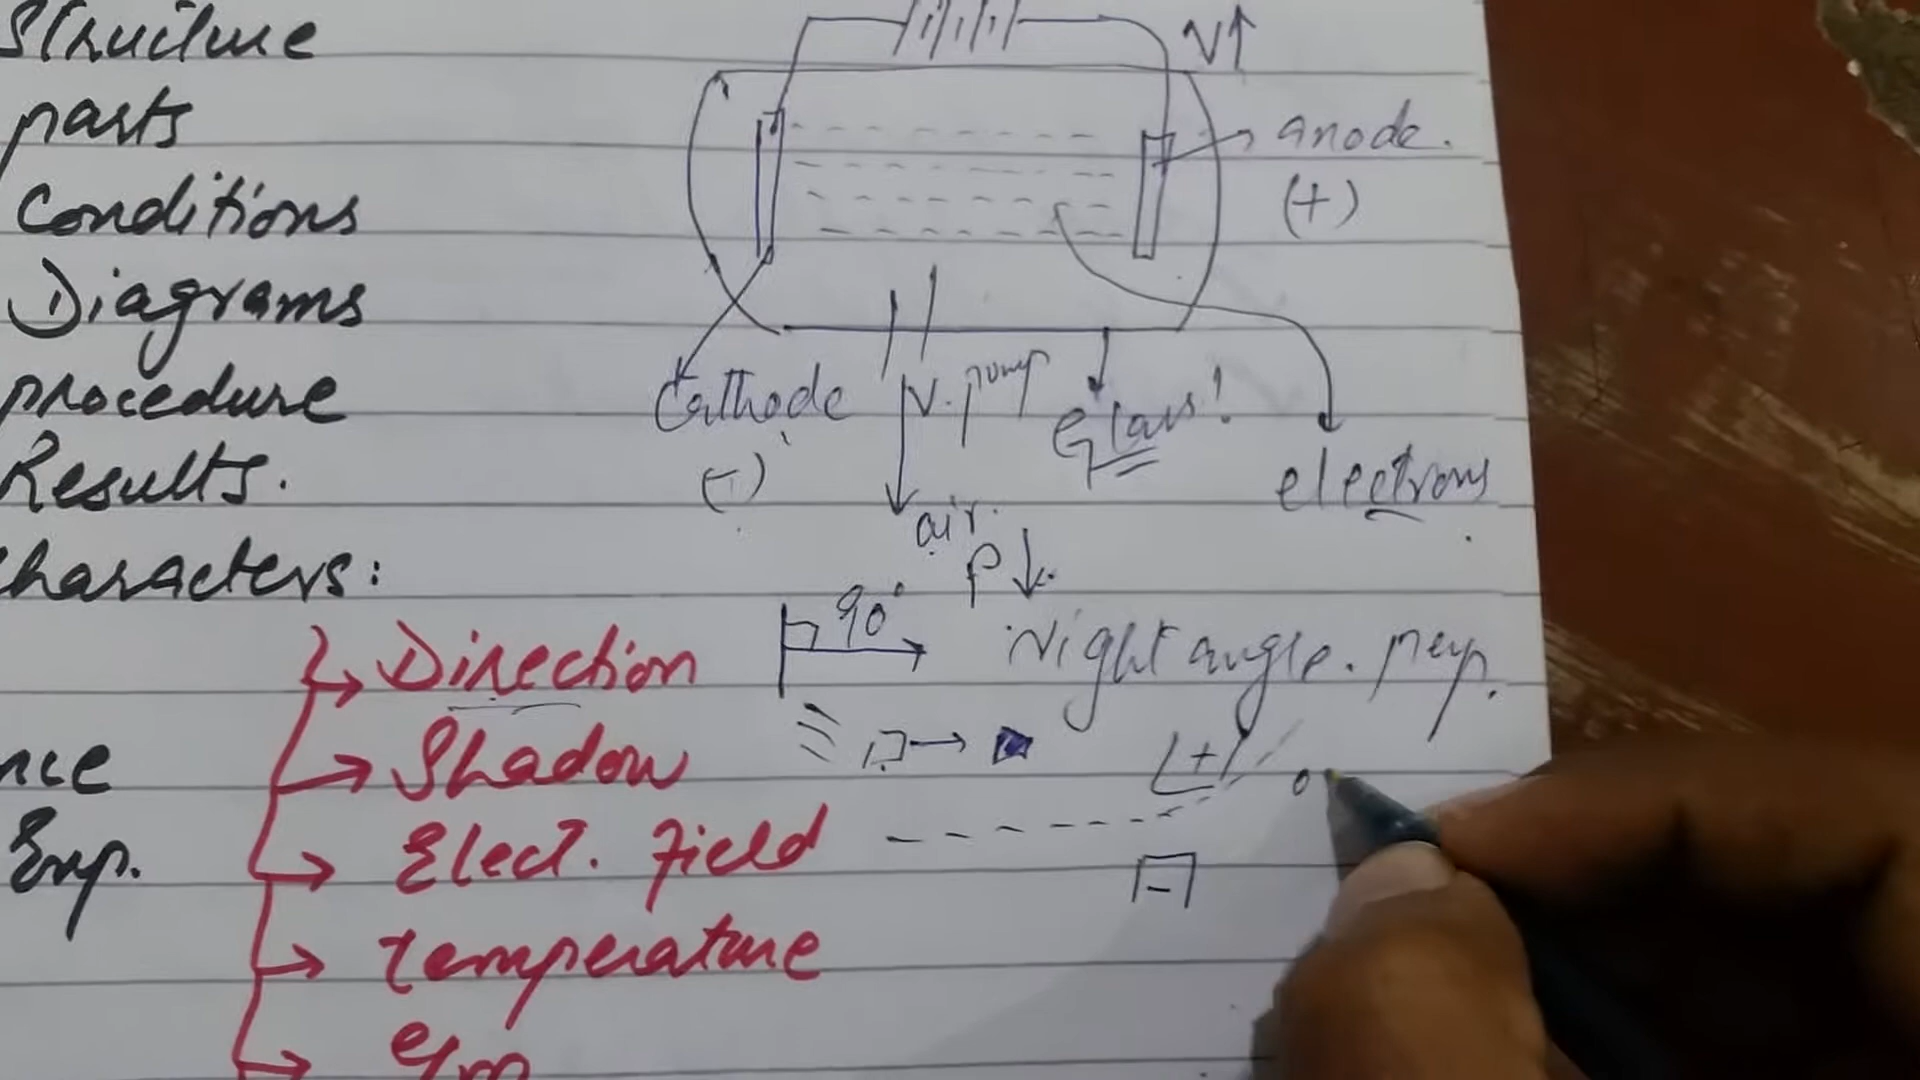 Structure
parts
Conditions
Diagrams
procedure
Results.
Characters:
nce
Exp.
Direction
Shadow
Elect. Field
temperature
e/m
V↑
anode.
(+)
Cathode
(-)
V. pump
air.
P↓
Glass!
electrons
90°
right angle. perp.
+
-